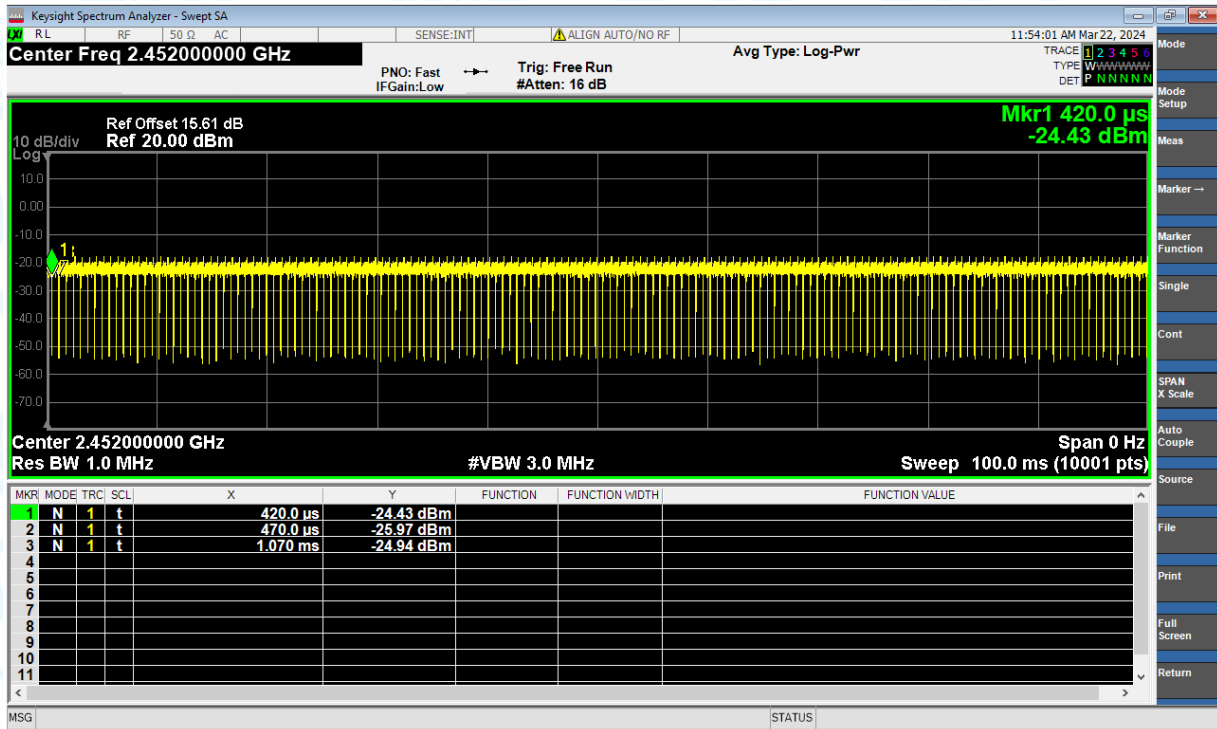 Keysight Spectrum Analyzer - Swept SA
LXI RL RF 50 Ω AC SENSE:INT ALIGN AUTO/NO RF 11:54:01 AM Mar 22, 2024
Center Freq 2.452000000 GHz
PNO: Fast
IFGain:Low
Trig: Free Run
#Atten: 16 dB
Avg Type: Log-Pwr
TRACE 1 2 3 4 5 6
TYPE WWWWWW
DET P N N N N N
Ref Offset 15.61 dB
10 dB/div Ref 20.00 dBm
Log
Mkr1 420.0 µs
-24.43 dBm
10.0
0.00
-10.0
1
-20.0
-30.0
-40.0
-50.0
-60.0
-70.0
Center 2.452000000 GHz Span 0 Hz
Res BW 1.0 MHz #VBW 3.0 MHz Sweep 100.0 ms (10001 pts)
MKR MODE TRC SCL X Y FUNCTION FUNCTION WIDTH FUNCTION VALUE
1 N 1 t 420.0 µs -24.43 dBm
2 N 1 t 470.0 µs -25.97 dBm
3 N 1 t 1.070 ms -24.94 dBm
4
5
6
7
8
9
10
11
MSG STATUS
Mode
Mode
Setup
Meas
Marker →
Marker
Function
Single
Cont
SPAN
X Scale
Auto
Couple
Source
File
Print
Full
Screen
Return